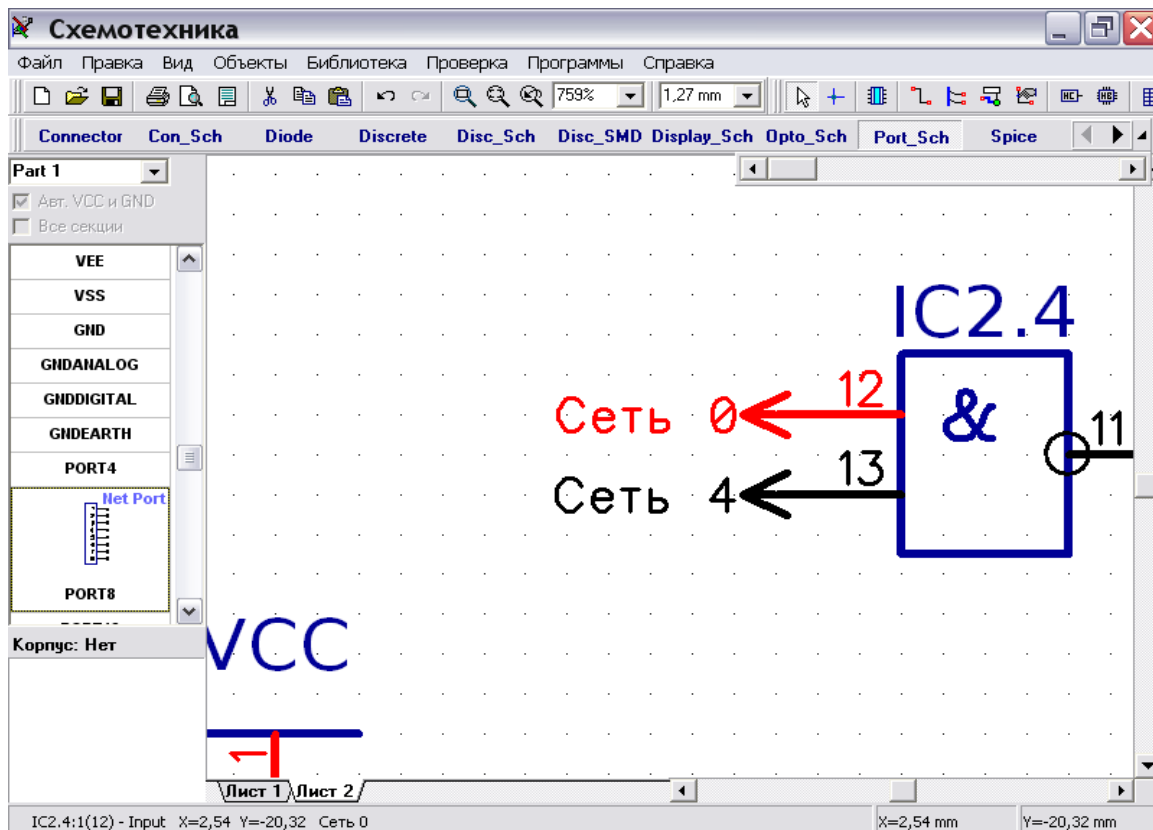 Схемотехника
Файл Правка Вид Объекты Библиотека Проверка Программы Справка
759% 1,27 mm
Connector Con_Sch Diode Discrete Disc_Sch Disc_SMD Display_Sch Opto_Sch Port_Sch Spice
Part 1
Авт. VCC и GND
Все секции
VEE
VSS
GND
GNDANALOG
GNDDIGITAL
GNDEARTH
PORT4
Net Port
PORT8
Корпус: Нет
IC2.4
Сеть 0 12
&
11
Сеть 4 13
VCC
1
Лист 1 Лист 2
IC2.4:1(12) - Input X=2,54 Y=-20,32 Сеть 0 X=2,54 mm Y=-20,32 mm